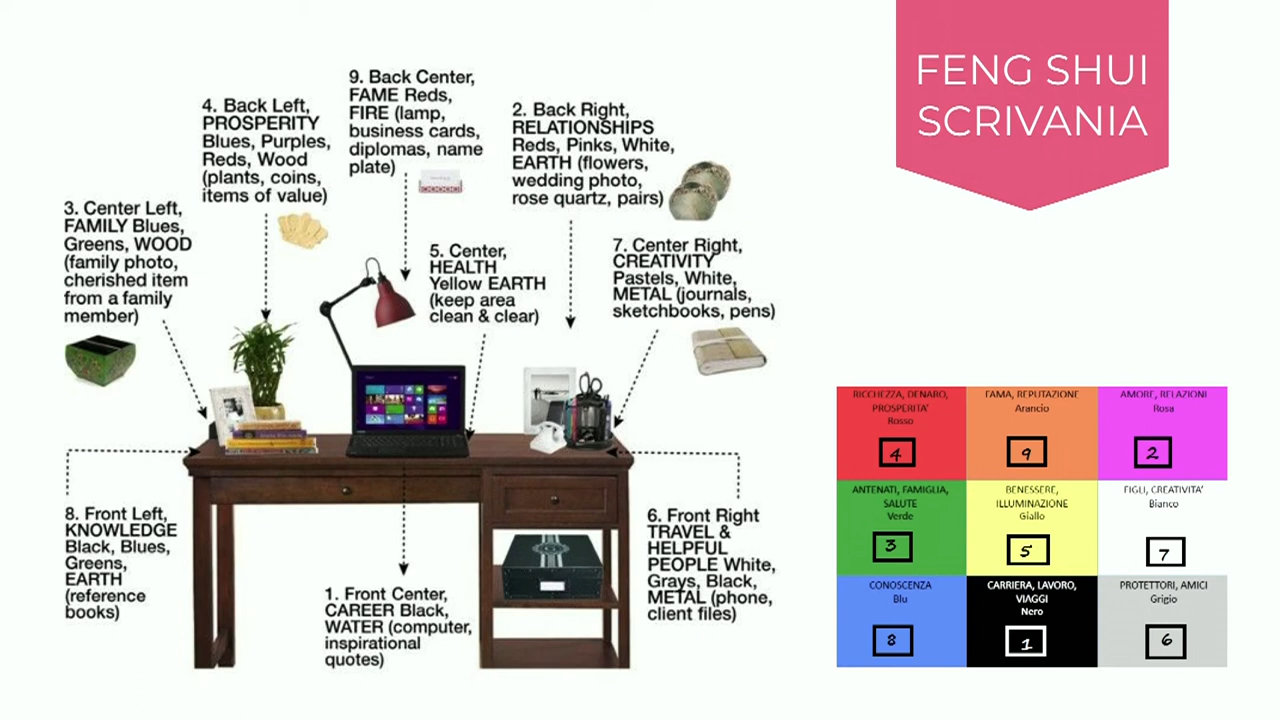 FENG SHUI
SCRIVANIA
9. Back Center,
FAME Reds,
FIRE (lamp,
business cards,
diplomas, name
plate)
4. Back Left,
PROSPERITY
Blues, Purples,
Reds, Wood
(plants, coins,
items of value)
2. Back Right,
RELATIONSHIPS
Reds, Pinks, White,
EARTH (flowers,
wedding photo,
rose quartz, pairs)
3. Center Left,
FAMILY Blues,
Greens, WOOD
(family photo,
cherished item
from a family
member)
5. Center,
HEALTH
Yellow EARTH
(keep area
clean & clear)
7. Center Right,
CREATIVITY
Pastels, White,
METAL (journals,
sketchbooks, pens)
8. Front Left,
KNOWLEDGE
Black, Blues,
Greens,
EARTH
(reference
books)
1. Front Center,
CAREER Black,
WATER (computer,
inspirational
quotes)
6. Front Right
TRAVEL &
HELPFUL
PEOPLE White,
Grays, Black,
METAL (phone,
client files)
RICCHEZZA, DENARO,
PROSPERITA'
Rosso
4
FAMA, REPUTAZIONE
Arancio
9
AMORE, RELAZIONI
Rosa
2
ANTENATI, FAMIGLIA,
SALUTE
Verde
3
BENESSERE,
ILLUMINAZIONE
Giallo
5
FIGLI, CREATIVITA'
Bianco
7
CONOSCENZA
Blu
8
CARRIERA, LAVORO,
VIAGGI
Nero
1
PROTETTORI, AMICI
Grigio
6